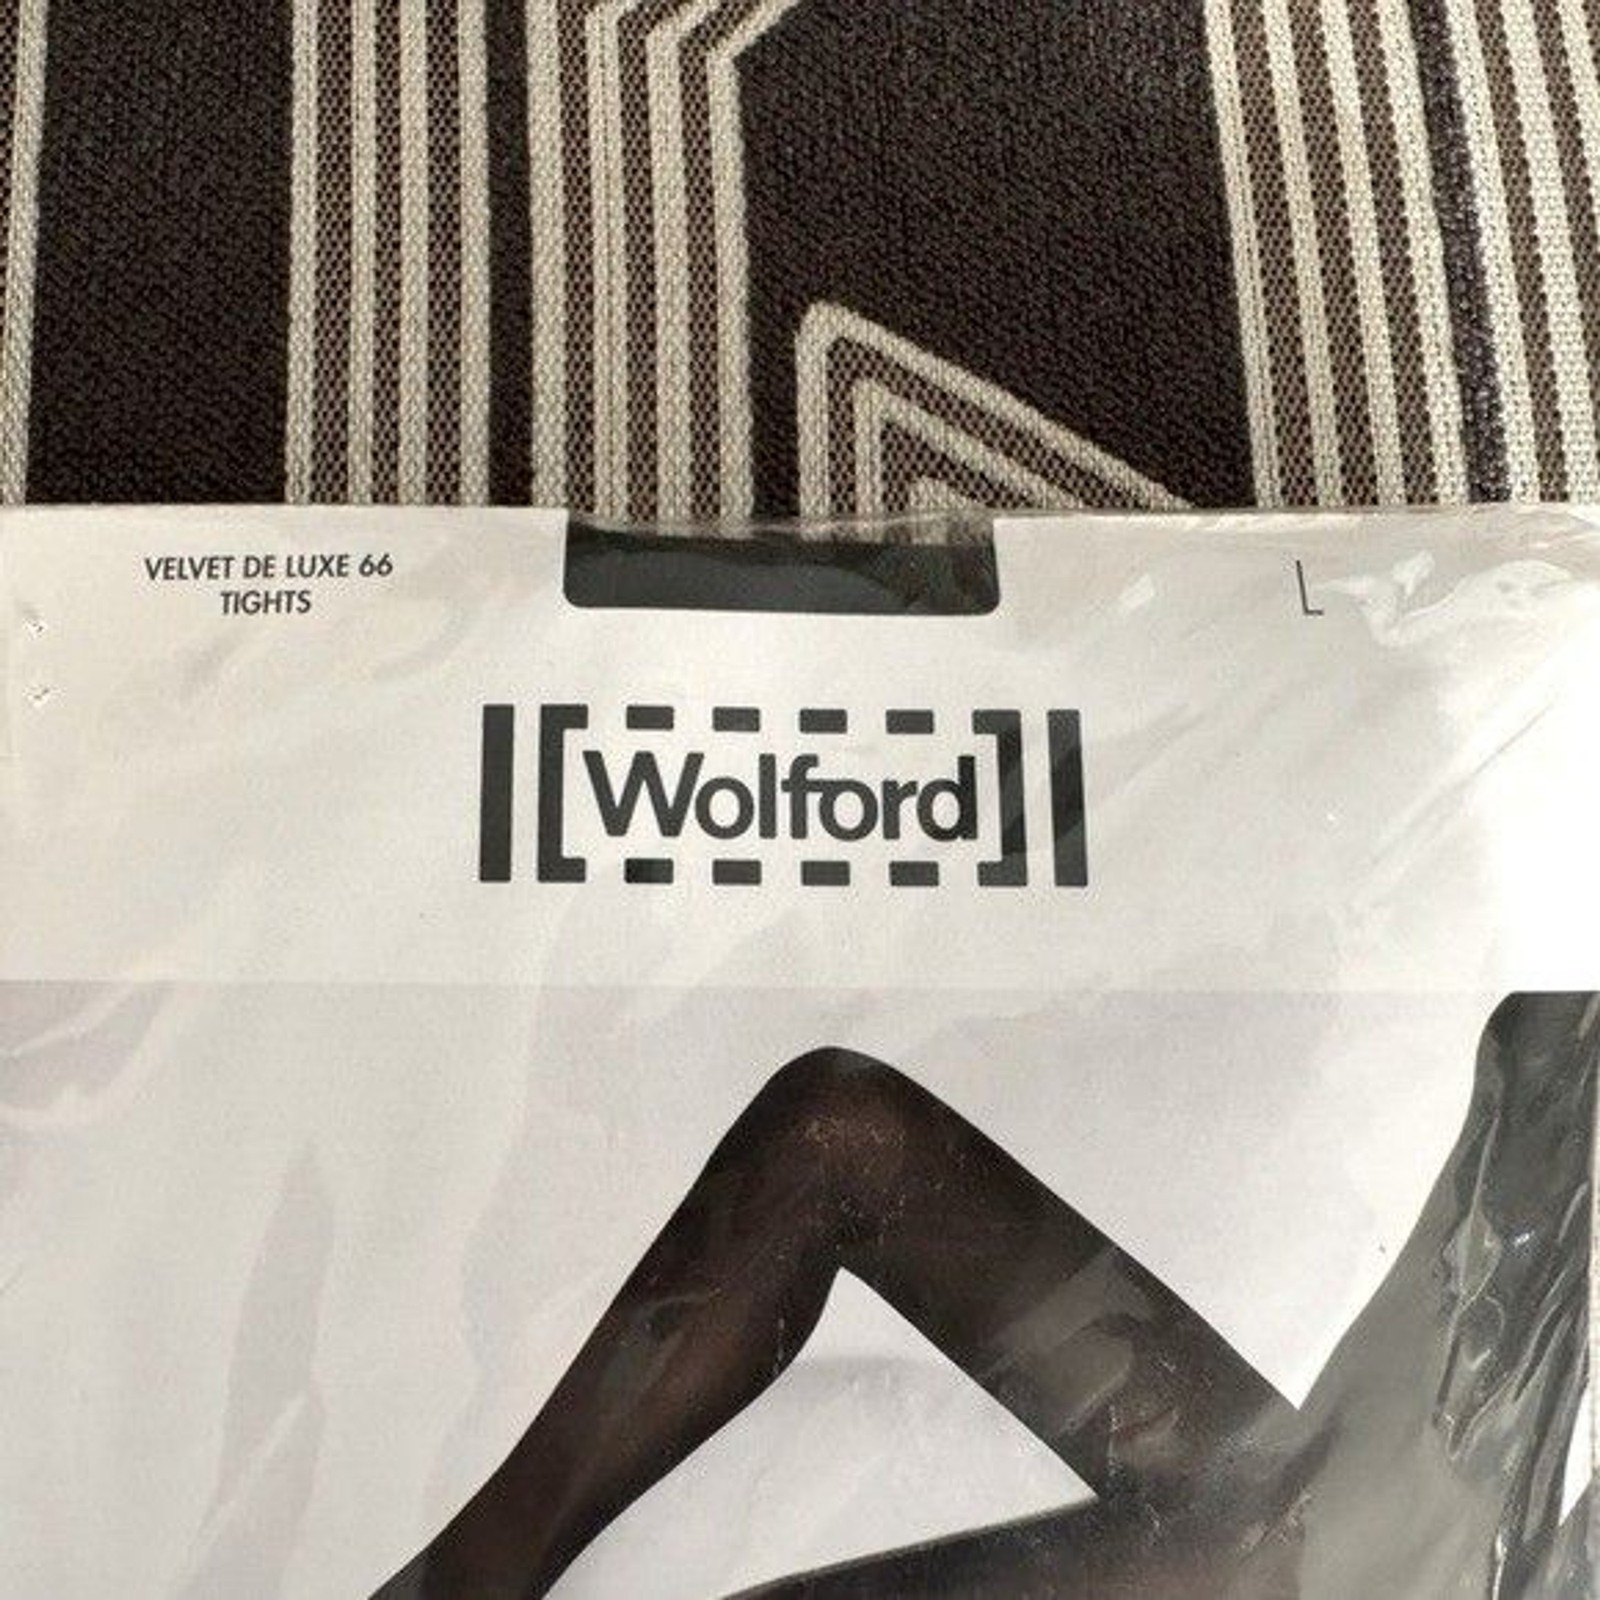 VELVET DE LUXE 66
TIGHTS
L
Wolford